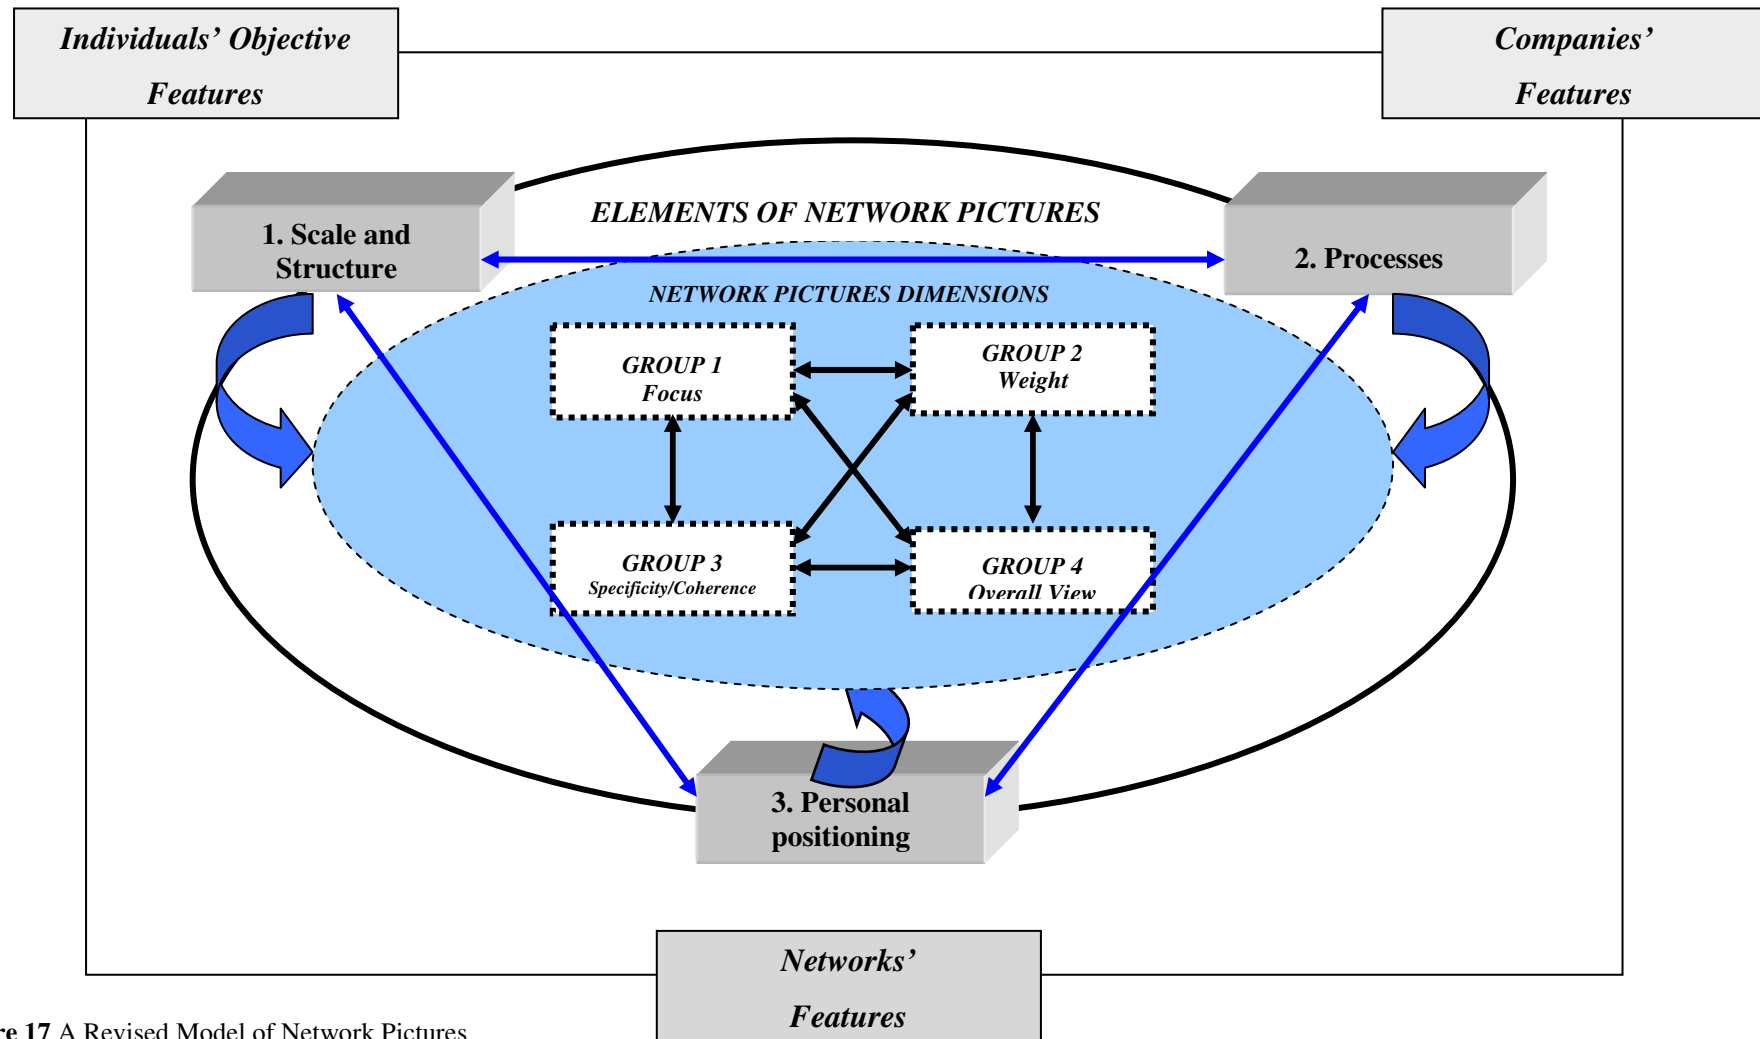 Individuals’ Objective
Features
Companies’
Features
ELEMENTS OF NETWORK PICTURES
1. Scale and
Structure
2. Processes
NETWORK PICTURES DIMENSIONS
GROUP 1
Focus
GROUP 2
Weight
GROUP 3
Specificity/Coherence
GROUP 4
Overall View
3. Personal
positioning
Networks’
Features
re 17 A Revised Model of Network Pictures